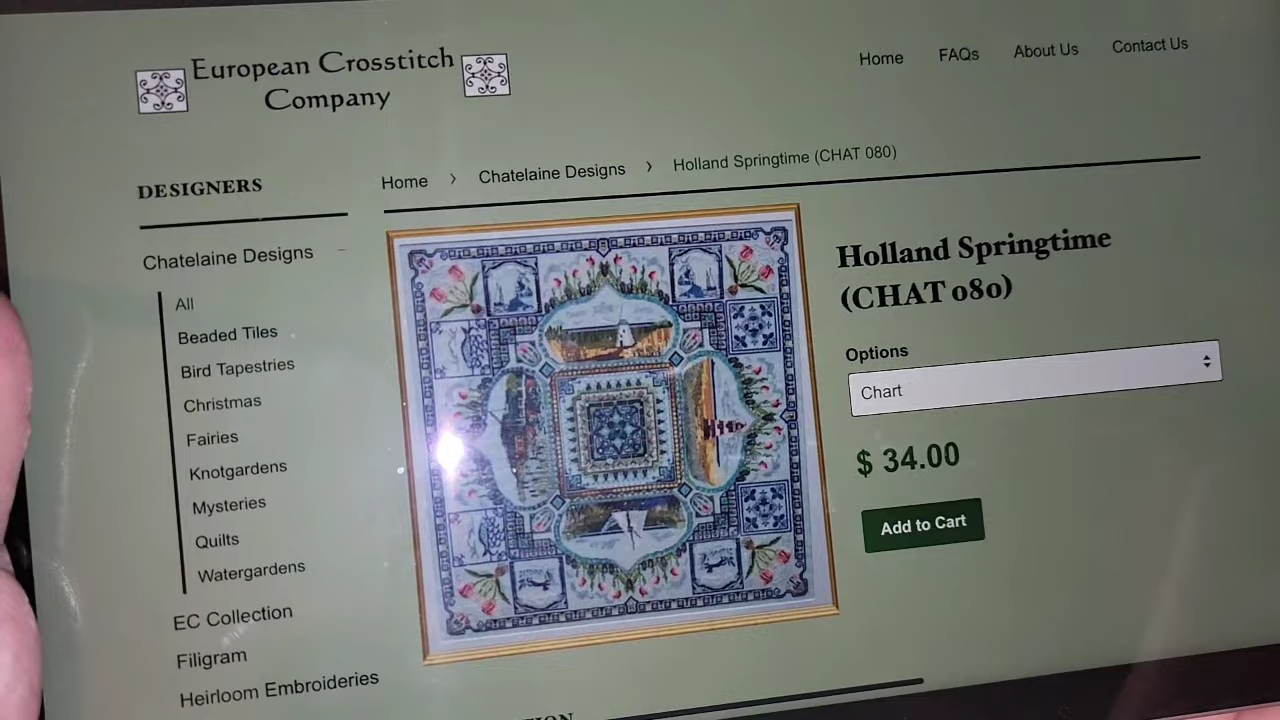 European Crosstitch
Company
Home
FAQs
About Us
Contact Us
DESIGNERS
Home > Chatelaine Designs > Holland Springtime (CHAT 080)
Chatelaine Designs
All
Beaded Tiles
Bird Tapestries
Christmas
Fairies
Knotgardens
Mysteries
Quilts
Watergardens
EC Collection
Filigram
Heirloom Embroideries
Holland Springtime
(CHAT 080)
Options
Chart
$ 34.00
Add to Cart